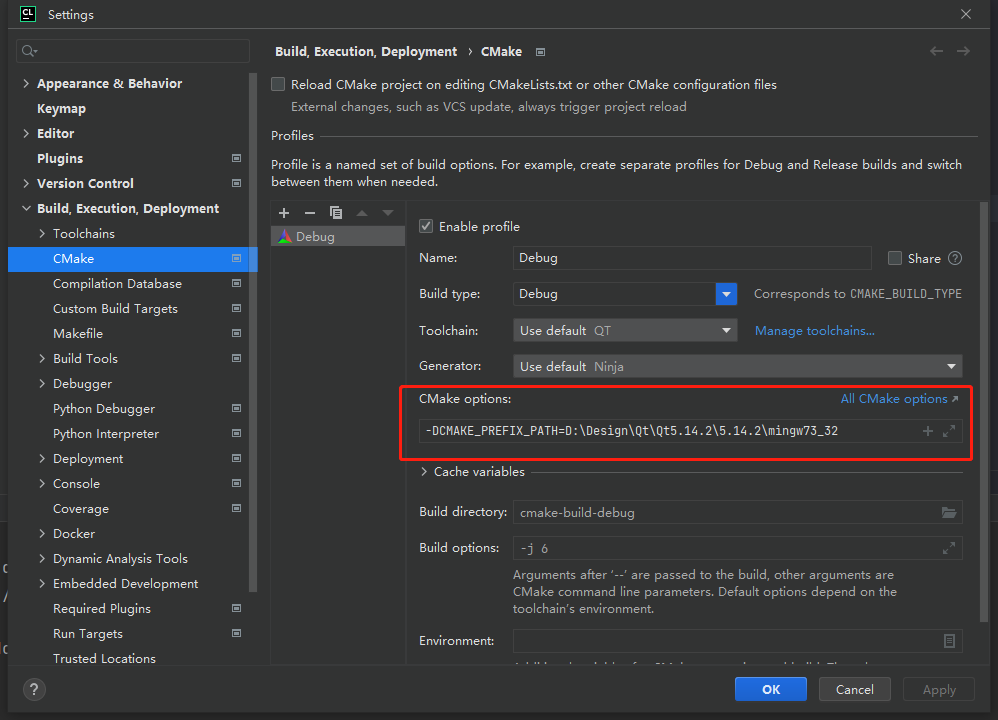 CL
Settings
Appearance & Behavior
Keymap
Editor
Plugins
Version Control
Build, Execution, Deployment
Toolchains
CMake
Compilation Database
Custom Build Targets
Makefile
Build Tools
Debugger
Python Debugger
Python Interpreter
Deployment
Console
Coverage
Docker
Dynamic Analysis Tools
Embedded Development
Required Plugins
Run Targets
Trusted Locations
Build, Execution, Deployment › CMake
Reload CMake project on editing CMakeLists.txt or other CMake configuration files
External changes, such as VCS update, always trigger project reload
Profiles
Profile is a named set of build options. For example, create separate profiles for Debug and Release builds and switch
between them when needed.
Debug
Enable profile
Name: Debug Share ?
Build type: Debug Corresponds to CMAKE_BUILD_TYPE
Toolchain: Use default QT Manage toolchains...
Generator: Use default Ninja
CMake options: All CMake options ↗
-DCMAKE_PREFIX_PATH=D:\Design\Qt\Qt5.14.2\5.14.2\mingw73_32
Cache variables
Build directory: cmake-build-debug
Build options: -j 6
Arguments after '--' are passed to the build, other arguments are
CMake command line parameters. Default options depend on the
toolchain's environment.
Environment:
?
OK Cancel Apply